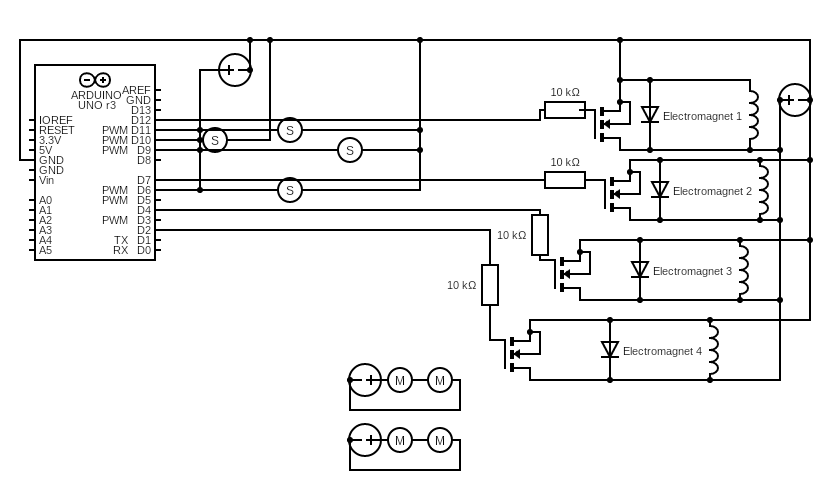 ARDUINO
UNO r3
AREF
GND
D13
D12
IOREF
RESET
PWM D11
3.3V
PWM D10
5V
PWM D9
GND
D8
GND
Vin
D7
PWM D6
A0
PWM D5
A1
D4
A2
PWM D3
A3
D2
A4
TX D1
A5
RX D0
S
S
S
S
10 kΩ
Electromagnet 1
10 kΩ
Electromagnet 2
10 kΩ
Electromagnet 3
10 kΩ
Electromagnet 4
M M
M M